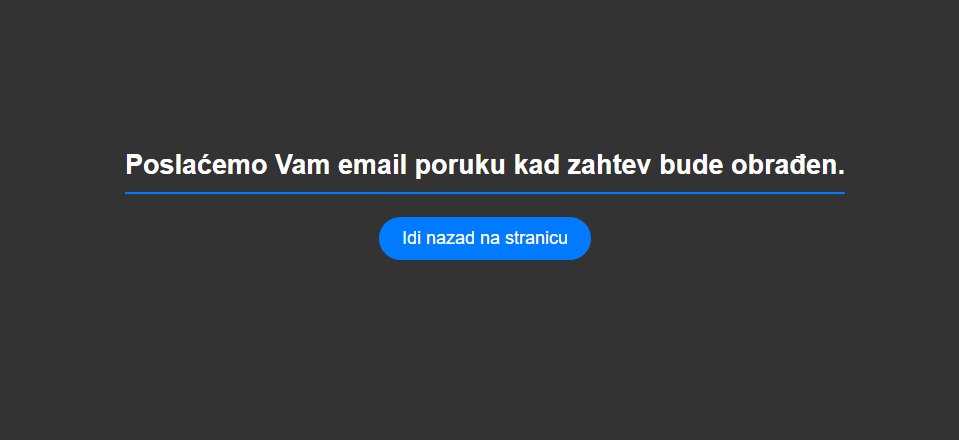 Poslaćemo Vam email poruku kad zahtev bude obrađen.
Idi nazad na stranicu